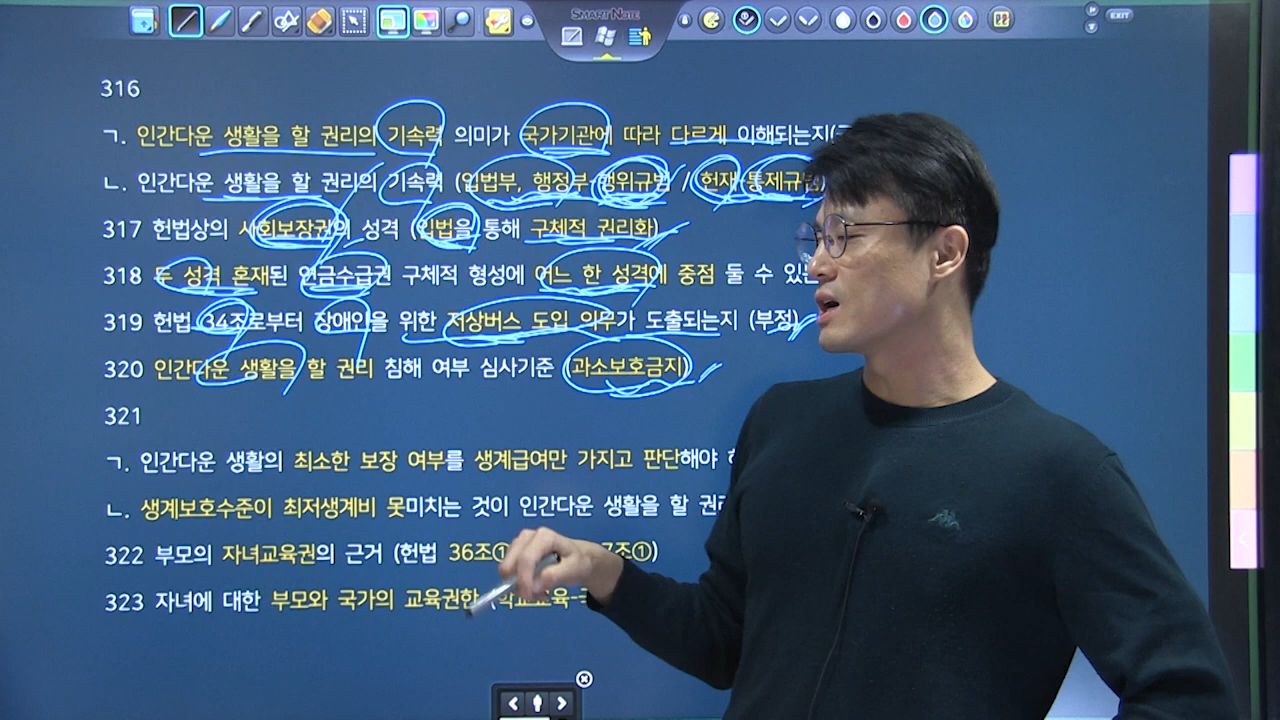 SMARTNOTE
EXIT
316
ㄱ. 인간다운 생활을 할 권리의 기속력 의미가 국가기관에 따라 다르게 이해되는지
ㄴ. 인간다운 생활을 할 권리의 기속력 (입법부, 행정부-행위규범 / 헌재-통제규범)
317 헌법상의 사회보장권의 성격 (입법을 통해 구체적 권리화)
318 두 성격 혼재된 연금수급권 구체적 형성에 어느 한 성격에 중점 둘 수 있는
319 헌법 34조로부터 장애인을 위한 저상버스 도입 의무가 도출되는지 (부정)
320 인간다운 생활을 할 권리 침해 여부 심사기준 (과소보호금지)
321
ㄱ. 인간다운 생활의 최소한 보장 여부를 생계급여만 가지고 판단해야
ㄴ. 생계보호수준이 최저생계비 못미치는 것이 인간다운 생활을 할
322 부모의 자녀교육권의 근거 (헌법 36조① 7조①)
323 자녀에 대한 부모와 국가의 교육권한 (학교교육-